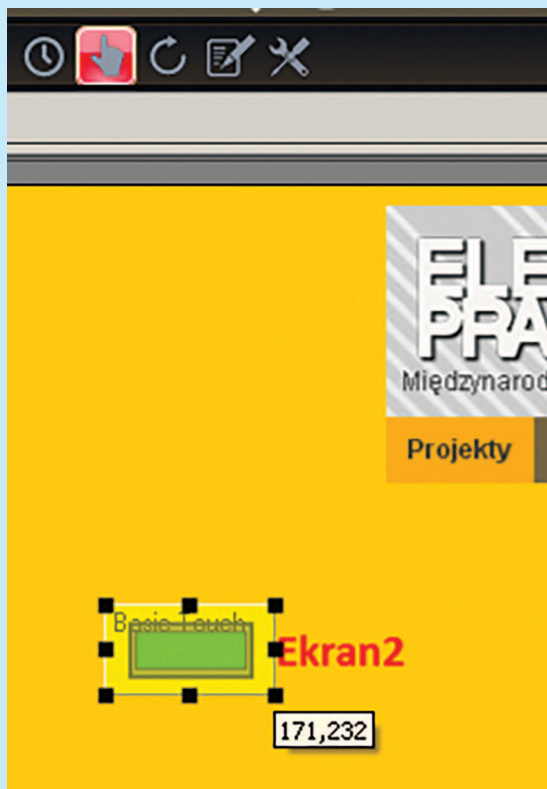 ELE
PRA
Międzynarod
Projekty
Basic Touch
Ekran2
171,232